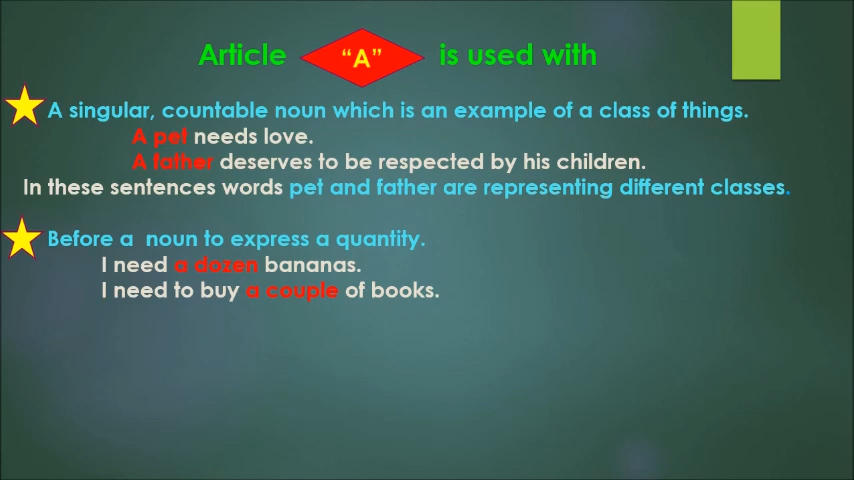 Article “A” is used with
A singular, countable noun which is an example of a class of things.
A pet needs love.
A father deserves to be respected by his children.
In these sentences words pet and father are representing different classes.
Before a  noun to express a quantity.
I need a dozen bananas.
I need to buy a couple of books.